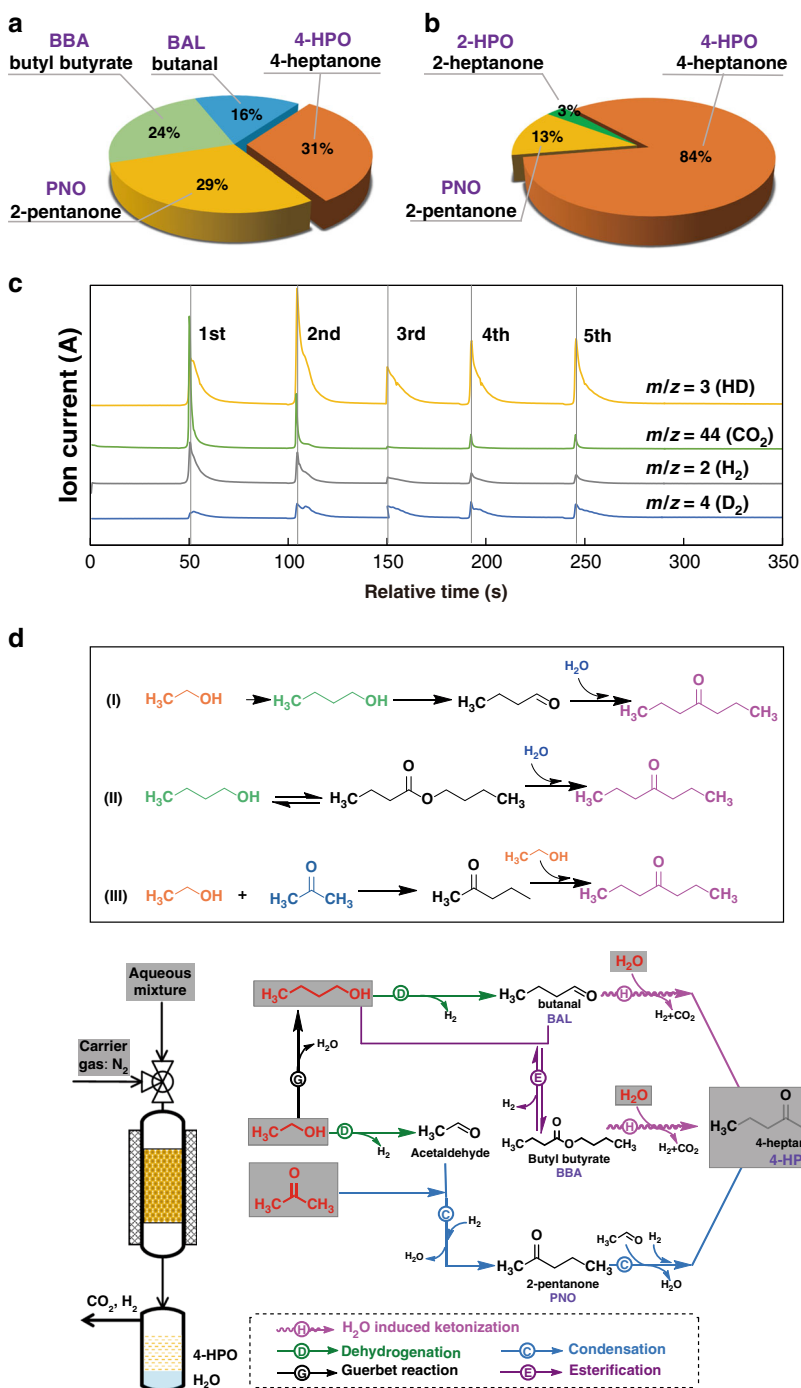 a
BBA
butyl butyrate
BAL
butanal
4-HPO
4-heptanone
16%
24%
31%
29%
PNO
2-pentanone
b
2-HPO
2-heptanone
4-HPO
4-heptanone
3%
13%
84%
PNO
2-pentanone
c
Ion current (A)
1st
2nd
3rd
4th
5th
m/z = 3 (HD)
m/z = 44 (CO₂)
m/z = 2 (H₂)
m/z = 4 (D₂)
0 50 100 150 200 250 300 350
Relative time (s)
d
(I)
H₃C OH
H₃C OH
H₃C O
H₂O
O
H₃C CH₃
(II)
H₃C OH
O
H₃C O CH₃
H₂O
O
H₃C CH₃
(III)
H₃C OH
+
O
H₃C CH₃
O
H₃C
H₃C OH
O
H₃C CH₃
Aqueous
mixture
Carrier
gas: N₂
CO₂, H₂
4-HPO
H₂O
H₃C OH
D
H₂
H₃C O
butanal
BAL
H₂O
H
H₂+CO₂
H₂O
G
E
H₂
H₃C OH
D
H₂
H₃C O
Acetaldehyde
O
H₃C O CH₃
Butyl butyrate
BBA
H₂O
H
H₂+CO₂
O
H₃C
4-heptar
4-HP
O
H₃C CH₃
C
H₂
H₂O
O
H₃C CH₃
2-pentanone
PNO
C
H₃C O
H₂
H₂O
H H₂O induced ketonization
D Dehydrogenation
C Condensation
G Guerbet reaction
E Esterification